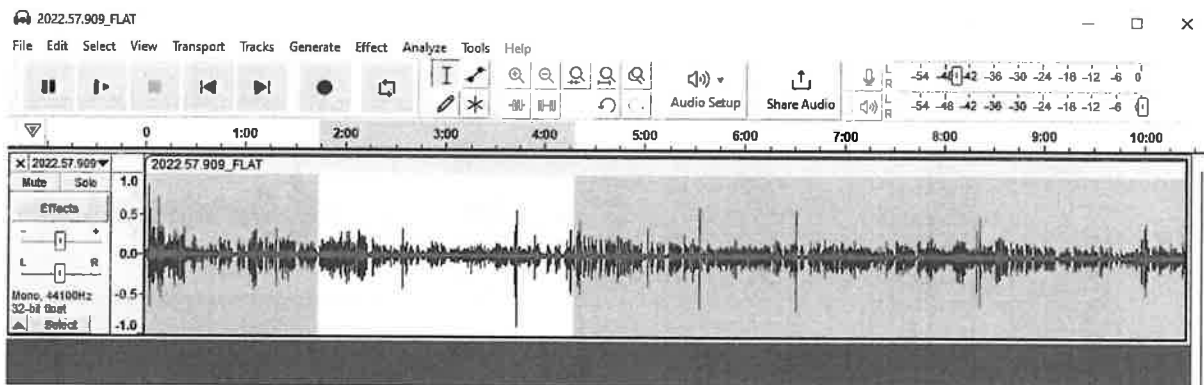 2022.57.909_FLAT
File Edit Select View Transport Tracks Generate Effect Analyze Tools Help
Audio Setup
Share Audio
L
R
-54 -48 -42 -36 -30 -24 -18 -12 -6 0
L
R
-54 -48 -42 -36 -30 -24 -18 -12 -6
0 1:00 2:00 3:00 4:00 5:00 6:00 7:00 8:00 9:00 10:00
× 2022.57.909▼
2022.57.909_FLAT
Mute Solo
Effects
- +
L R
Mono, 44100Hz
32-bit float
Select
1.0
0.5
0.0
-0.5
-1.0